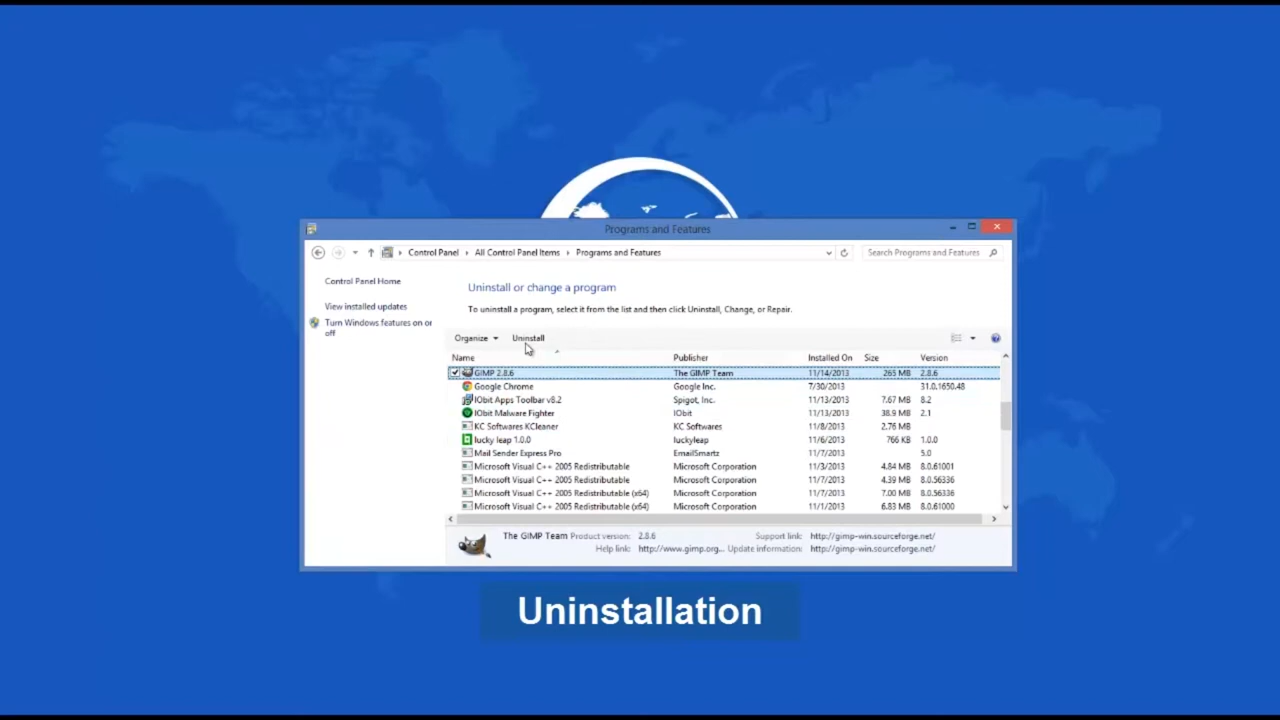 Programs and Features
Control Panel All Control Panel Items Programs and Features Search Programs and Features
Control Panel Home
View installed updates
Turn Windows features on or
off
Uninstall or change a program
To uninstall a program, select it from the list and then click Uninstall, Change, or Repair.
Organize Uninstall
Name Publisher Installed On Size Version
GIMP 2.8.6 The GIMP Team 11/14/2013 265 MB 2.8.6
Google Chrome Google Inc. 7/30/2013 31.0.1650.48
IObit Apps Toolbar v8.2 Spigot, Inc. 11/13/2013 7.67 MB 8.2
IObit Malware Fighter IObit 11/13/2013 38.9 MB 2.1
KC Softwares KCleaner KC Softwares 11/8/2013 2.76 MB
lucky leap 1.0.0 luckyleap 11/6/2013 766 KB 1.0.0
Mail Sender Express Pro EmailSmartz 11/7/2013 5.0
Microsoft Visual C++ 2005 Redistributable Microsoft Corporation 11/3/2013 4.84 MB 8.0.61001
Microsoft Visual C++ 2005 Redistributable Microsoft Corporation 11/7/2013 4.39 MB 8.0.56336
Microsoft Visual C++ 2005 Redistributable (x64) Microsoft Corporation 11/7/2013 7.00 MB 8.0.56336
Microsoft Visual C++ 2005 Redistributable (x64) Microsoft Corporation 11/1/2013 6.83 MB 8.0.61000
The GIMP Team Product version: 2.8.6 Support link: http://gimp-win.sourceforge.net/
Help link: http://www.gimp.org... Update information: http://gimp-win.sourceforge.net/
Uninstallation